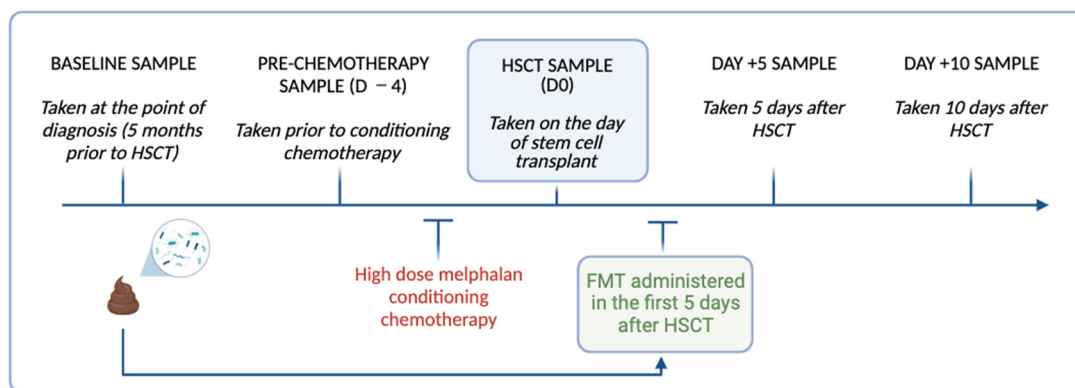 BASELINE SAMPLE
Taken at the point of
diagnosis (5 months
prior to HSCT)
PRE-CHEMOTHERAPY
SAMPLE (D – 4)
Taken prior to conditioning
chemotherapy
HSCT SAMPLE
(D0)
Taken on the day
of stem cell
transplant
DAY +5 SAMPLE
Taken 5 days after
HSCT
DAY +10 SAMPLE
Taken 10 days after
HSCT
High dose melphalan
conditioning
chemotherapy
FMT administered
in the first 5 days
after HSCT